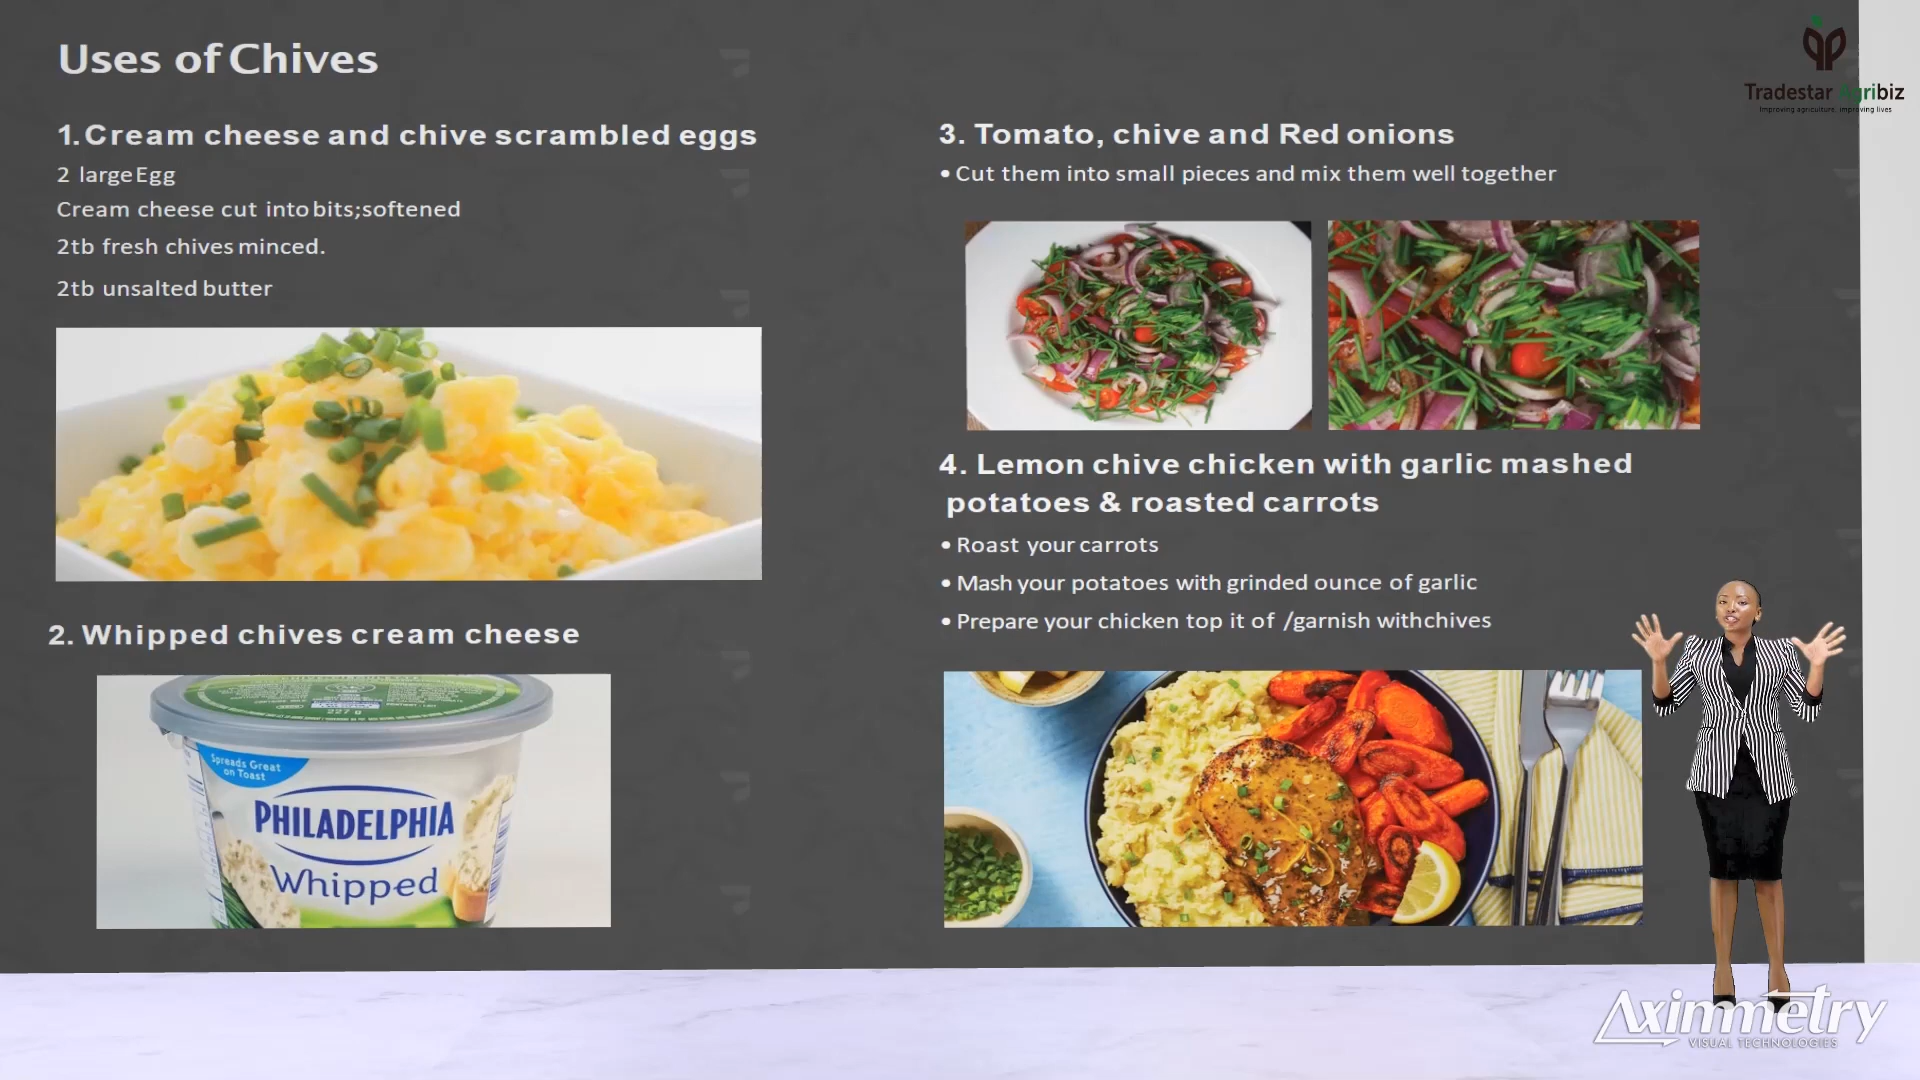 Uses of Chives
1. Cream cheese and chive scrambled eggs
2 large Egg
Cream cheese cut into bits;softened
2tb fresh chives minced.
2tb unsalted butter
2. Whipped chives cream cheese
Spreads Great
on Toast
PHILADELPHIA
Whipped
3. Tomato, chive and Red onions
• Cut them into small pieces and mix them well together
4. Lemon chive chicken with garlic mashed
potatoes & roasted carrots
• Roast your carrots
• Mash your potatoes with grinded ounce of garlic
• Prepare your chicken top it of /garnish withchives
Tradestar Agribiz
Improving agriculture, improving lives
Aximmetry
VISUAL TECHNOLOGIES